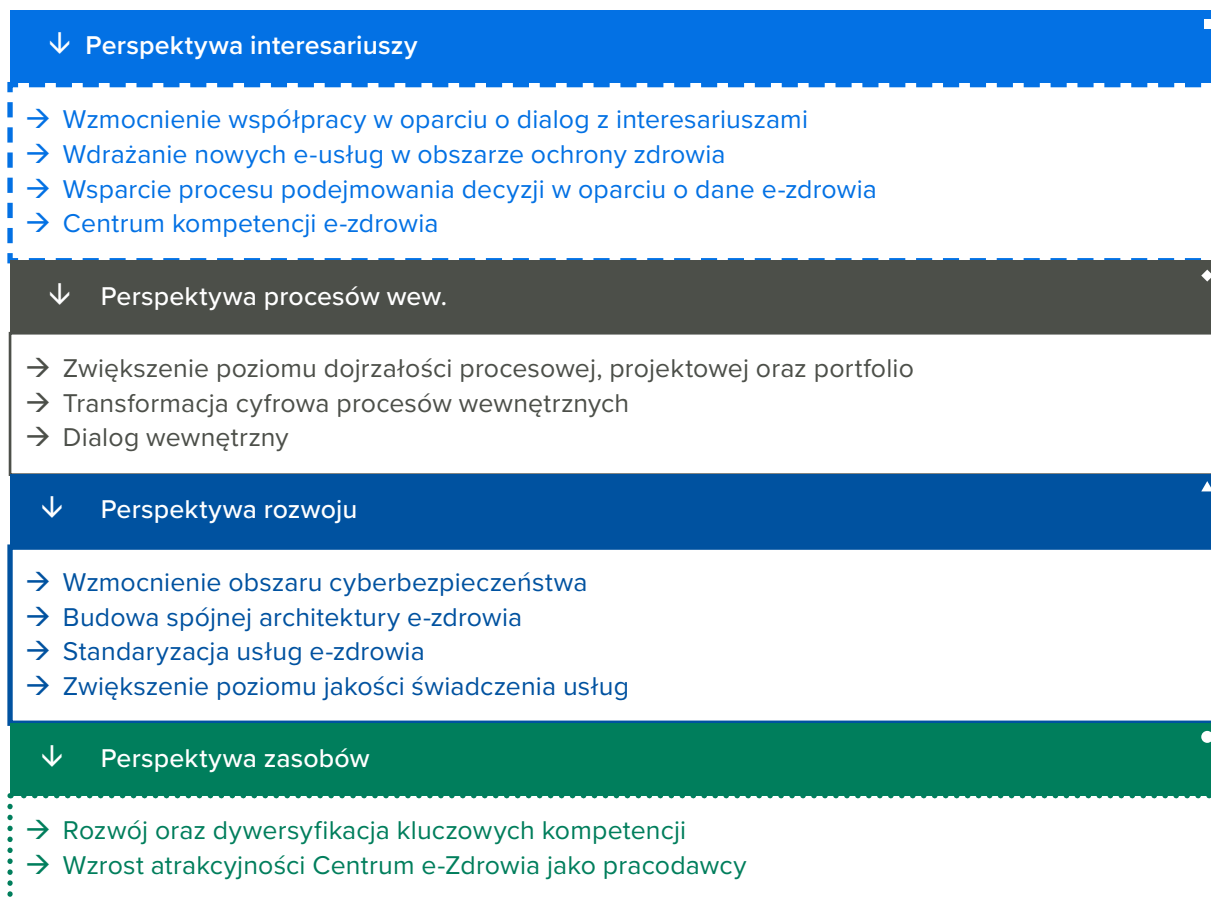 ↓ Perspektywa interesariuszy
→ Wzmocnienie współpracy w oparciu o dialog z interesariuszami
→ Wdrażanie nowych e-usług w obszarze ochrony zdrowia
→ Wsparcie procesu podejmowania decyzji w oparciu o dane e-zdrowia
→ Centrum kompetencji e-zdrowia
↓ Perspektywa procesów wew.
→ Zwiększenie poziomu dojrzałości procesowej, projektowej oraz portfolio
→ Transformacja cyfrowa procesów wewnętrznych
→ Dialog wewnętrzny
↓ Perspektywa rozwoju
→ Wzmocnienie obszaru cyberbezpieczeństwa
→ Budowa spójnej architektury e-zdrowia
→ Standaryzacja usług e-zdrowia
→ Zwiększenie poziomu jakości świadczenia usług
↓ Perspektywa zasobów
→ Rozwój oraz dywersyfikacja kluczowych kompetencji
→ Wzrost atrakcyjności Centrum e-Zdrowia jako pracodawcy